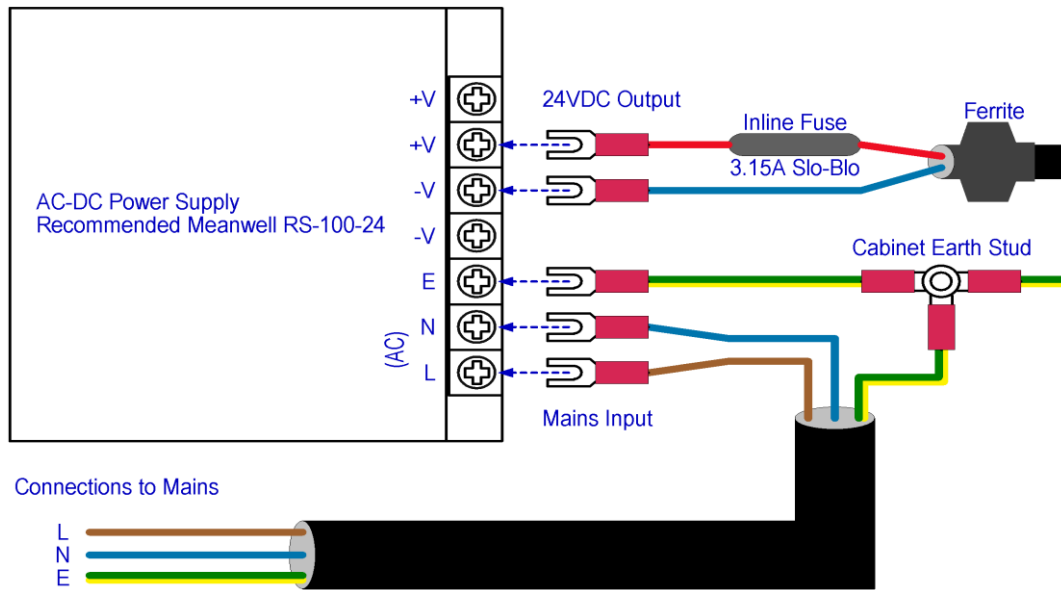 +V
24VDC Output
Inline Fuse
Ferrite
+V
3.15A Slo-Blo
-V
AC-DC Power Supply
Recommended Meanwell RS-100-24
-V
Cabinet Earth Stud
E
N
(AC)
L
Mains Input
Connections to Mains
L
N
E